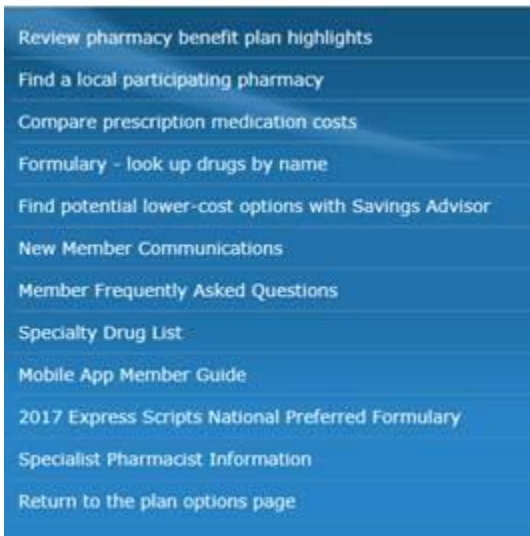 Review pharmacy benefit plan highlights
Find a local participating pharmacy
Compare prescription medication costs
Formulary - look up drugs by name
Find potential lower-cost options with Savings Advisor
New Member Communications
Member Frequently Asked Questions
Specialty Drug List
Mobile App Member Guide
2017 Express Scripts National Preferred Formulary
Specialist Pharmacist Information
Return to the plan options page